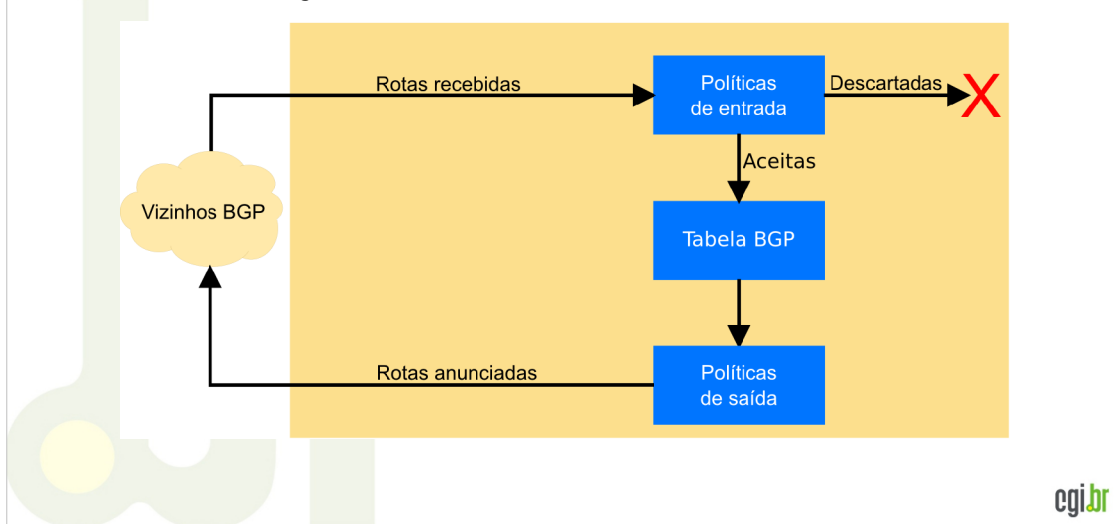 Rotas recebidas
Políticas
de entrada
Descartadas
X
Aceitas
Vizinhos BGP
Tabela BGP
Rotas anunciadas
Políticas
de saída
cgi.br